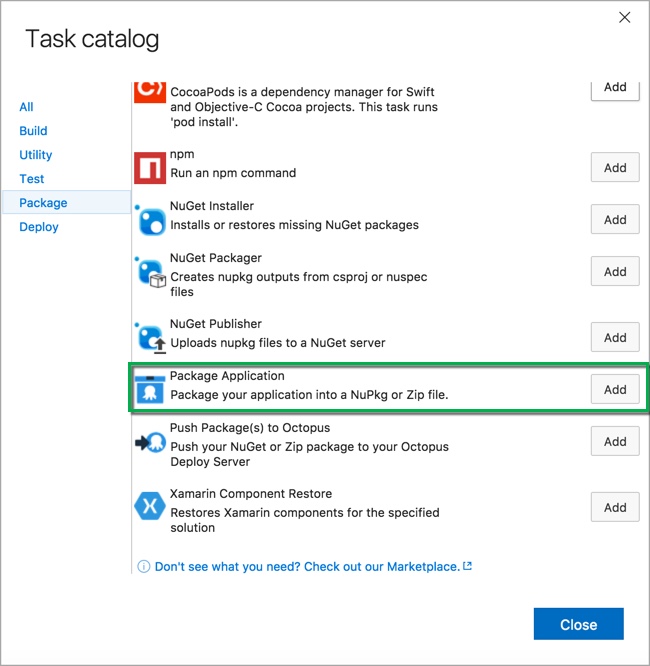 Task catalog
All
Build
Utility
Test
Package
Deploy
CocoaPods is a dependency manager for Swift
and Objective-C Cocoa projects. This task runs
'pod install'.
Add
npm
Run an npm command
Add
NuGet Installer
Installs or restores missing NuGet packages
Add
NuGet Packager
Creates nupkg outputs from csproj or nuspec
files
Add
NuGet Publisher
Uploads nupkg files to a NuGet server
Add
Package Application
Package your application into a NuPkg or Zip file.
Add
Push Package(s) to Octopus
Push your NuGet or Zip package to your Octopus
Deploy Server
Add
Xamarin Component Restore
Restores Xamarin components for the specified
solution
Add
Don't see what you need? Check out our Marketplace.
Close